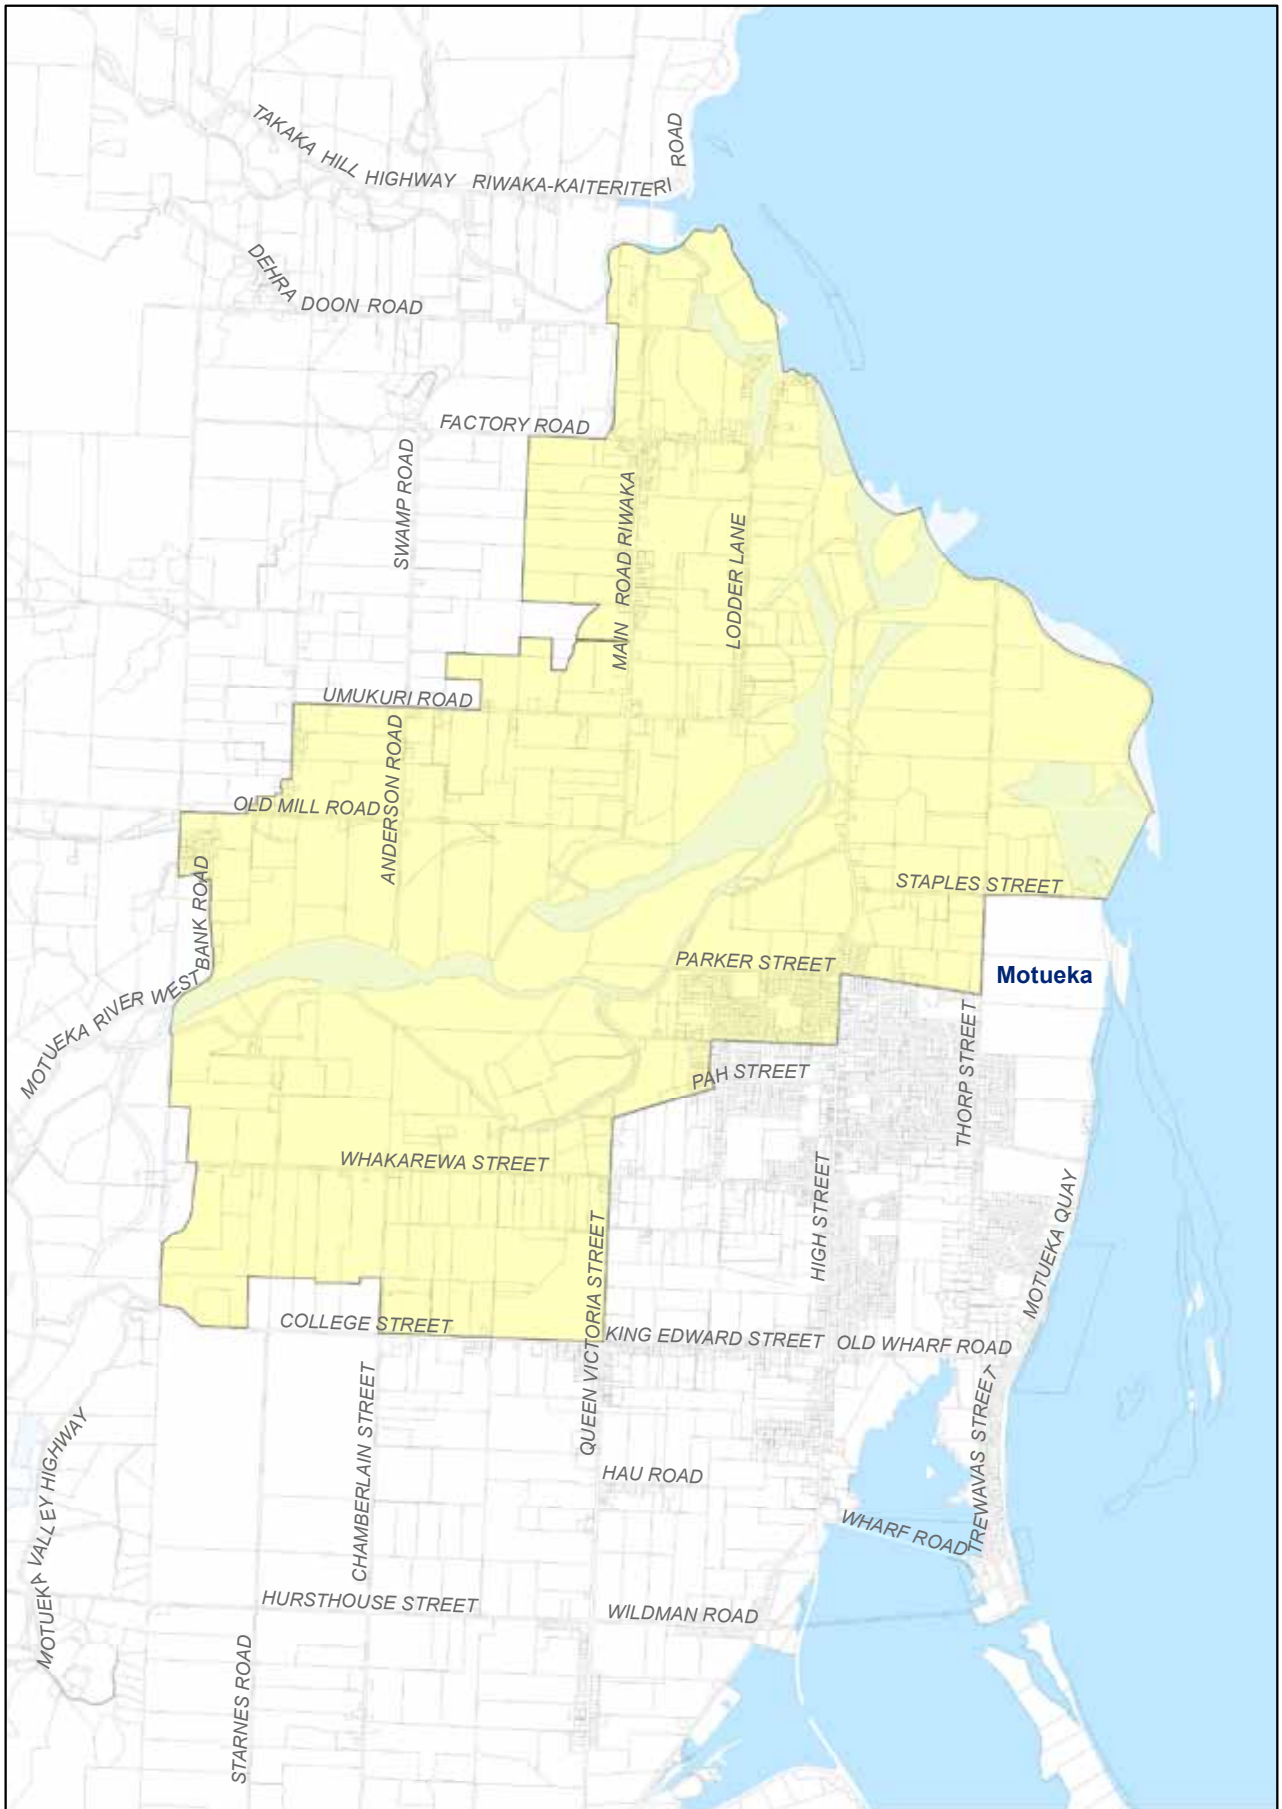 TAKAKA HILL HIGHWAY
RIWAKA-KAITERITERI ROAD
DEHRA DOON ROAD
FACTORY ROAD
SWAMP ROAD
MAIN ROAD RIWAKA
LODDER LANE
UMUKURI ROAD
ANDERSON ROAD
OLD MILL ROAD
STAPLES STREET
MOTUEKA RIVER WEST BANK ROAD
PARKER STREET
Motueka
PAH STREET
THORP STREET
WHAKAREWA STREET
HIGH STREET
MOTUEKA QUAY
QUEEN VICTORIA STREET
COLLEGE STREET
KING EDWARD STREET
OLD WHARF ROAD
CHAMBERLAIN STREET
TREWAVAS STREET
MOTUEKA VALLEY HIGHWAY
HAU ROAD
WHARF ROAD
HURSTHOUSE STREET
WILDMAN ROAD
STARNES ROAD